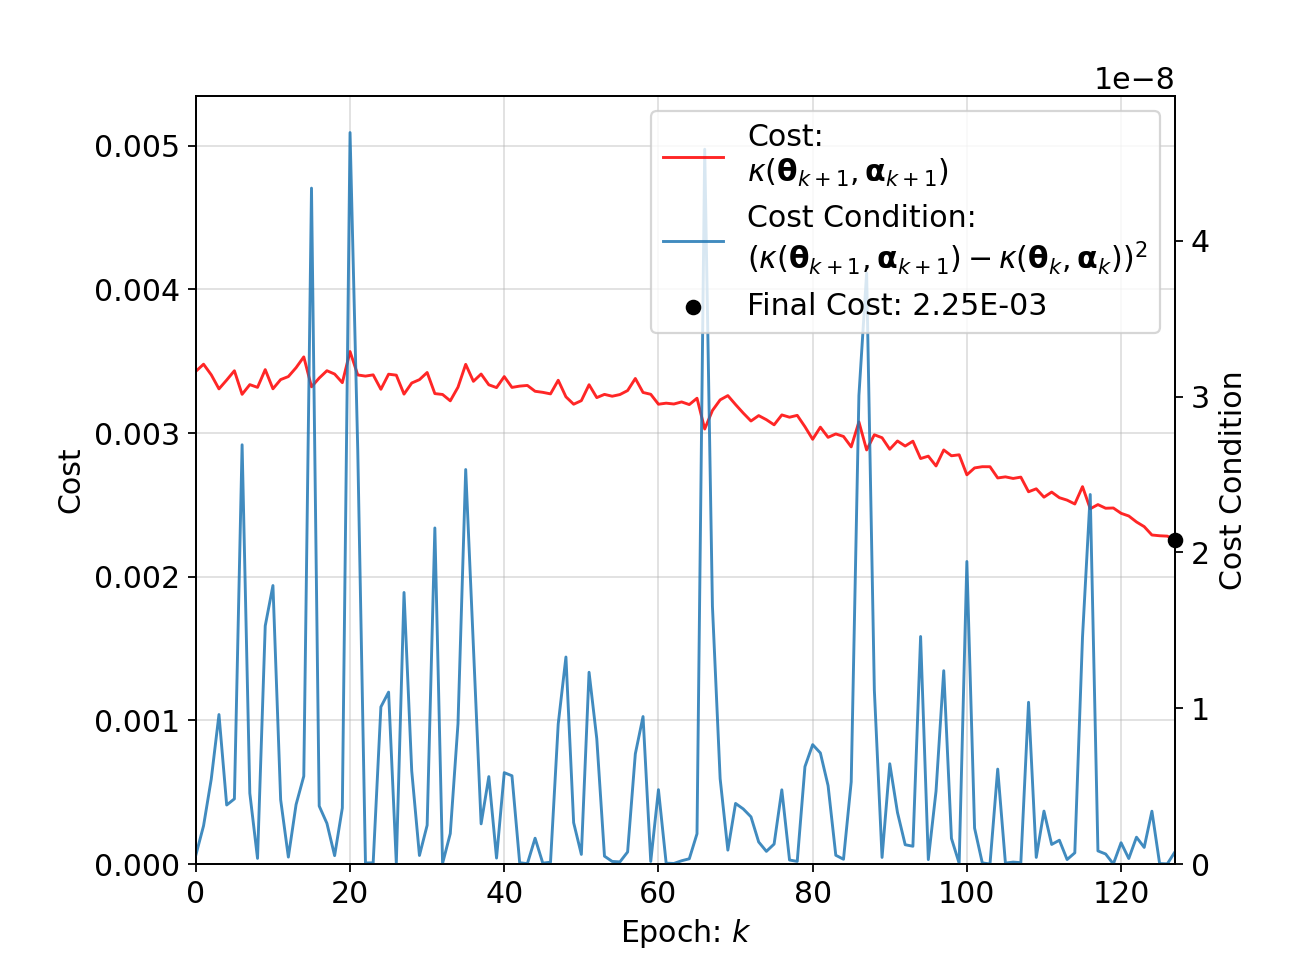 1e−8
0.005
0.004
0.003
0.002
0.001
0.000
Cost
Cost:
κ(θ_{k+1}, α_{k+1})
Cost Condition:
(κ(θ_{k+1}, α_{k+1}) − κ(θ_k, α_k))^2
Final Cost: 2.25E-03
4
3
2
1
0
Cost Condition
0 20 40 60 80 100 120
Epoch: k